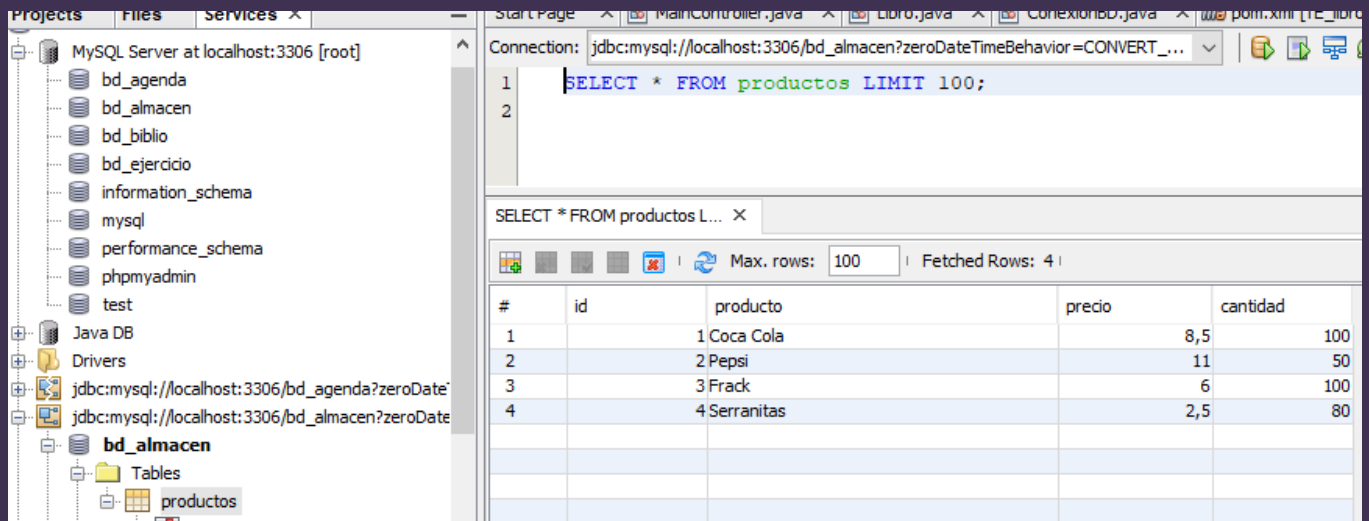 Projects Files Services ×
MySQL Server at localhost:3306 [root]
bd_agenda
bd_almacen
bd_biblio
bd_ejercicio
information_schema
mysql
performance_schema
phpmyadmin
test
Java DB
Drivers
jdbc:mysql://localhost:3306/bd_agenda?zeroDate
jdbc:mysql://localhost:3306/bd_almacen?zeroDate
bd_almacen
Tables
productos
Start Page MainController.java Libro.java ConexionBD.java pom.xml [TE_libro
Connection: jdbc:mysql://localhost:3306/bd_almacen?zeroDateTimeBehavior=CONVERT_...
1 SELECT * FROM productos LIMIT 100;
2
SELECT * FROM productos L... ×
Max. rows: 100 Fetched Rows: 4
# id producto precio cantidad
1 1 Coca Cola 8,5 100
2 2 Pepsi 11 50
3 3 Frack 6 100
4 4 Serranitas 2,5 80